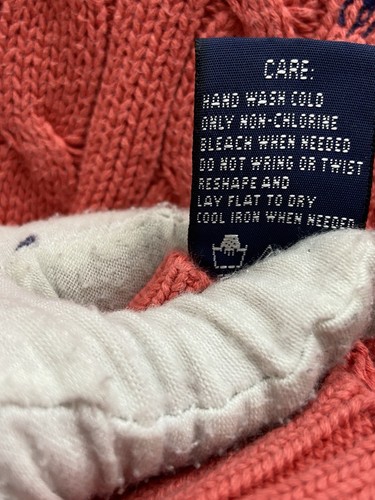 CARE:
HAND WASH COLD
ONLY NON-CHLORINE
BLEACH WHEN NEEDED
DO NOT WRING OR TWIST
RESHAPE AND
LAY FLAT TO DRY
COOL IRON WHEN NEEDED